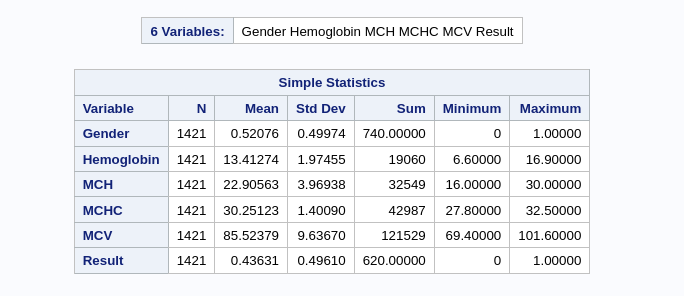 6 Variables: Gender Hemoglobin MCH MCHC MCV Result
Simple Statistics
Variable N Mean Std Dev Sum Minimum Maximum
Gender 1421 0.52076 0.49974 740.00000 0 1.00000
Hemoglobin 1421 13.41274 1.97455 19060 6.60000 16.90000
MCH 1421 22.90563 3.96938 32549 16.00000 30.00000
MCHC 1421 30.25123 1.40090 42987 27.80000 32.50000
MCV 1421 85.52379 9.63670 121529 69.40000 101.60000
Result 1421 0.43631 0.49610 620.00000 0 1.00000